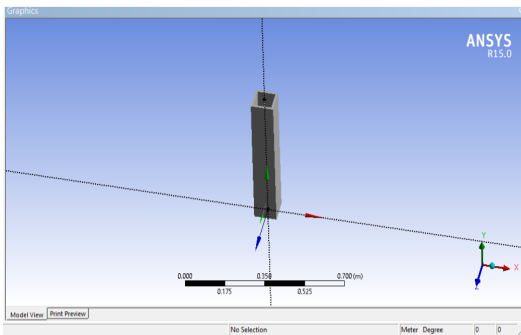 Graphics
ANSYS
R15.0
Y
X
Z
0.000 0.350 0.700 (m)
0.175 0.525
Model View Print Preview
No Selection Meter Degree 0 0